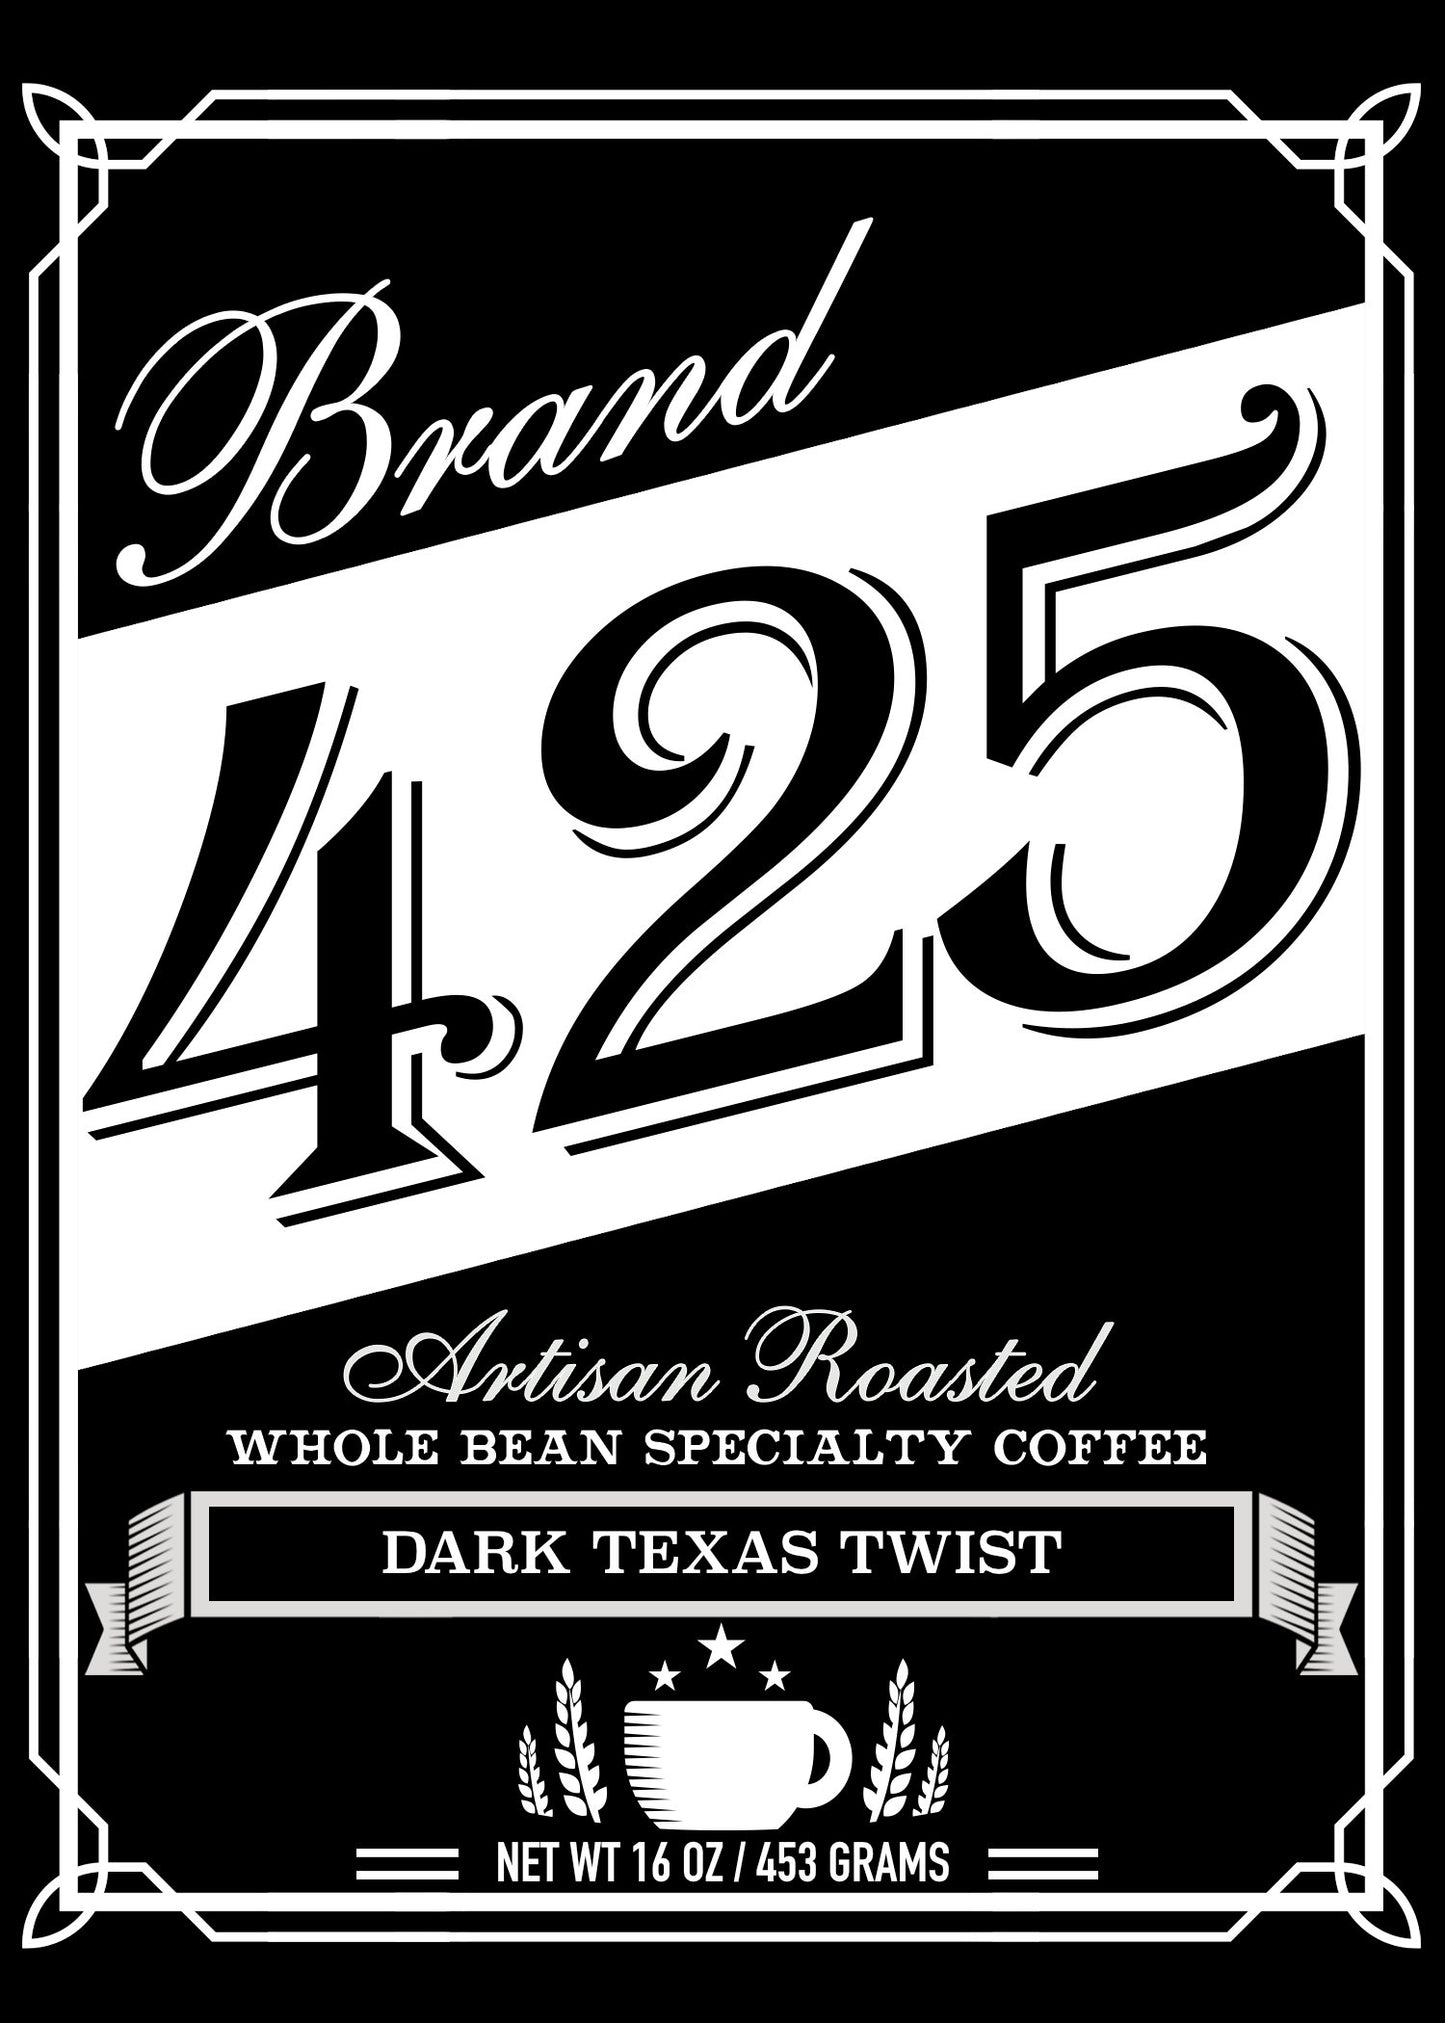 Brand
425
Artisan Roasted
WHOLE BEAN SPECIALTY COFFEE
DARK TEXAS TWIST
NET WT 16 OZ / 453 GRAMS